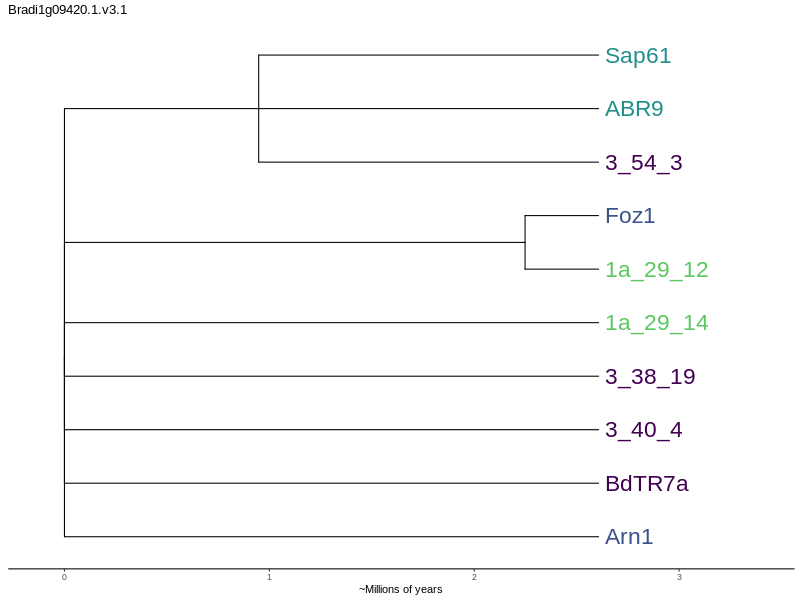 Bradi1g09420.1.v3.1
Sap61
ABR9
3_54_3
Foz1
1a_29_12
1a_29_14
3_38_19
3_40_4
BdTR7a
Arn1
0 1 2 3
~Millions of years